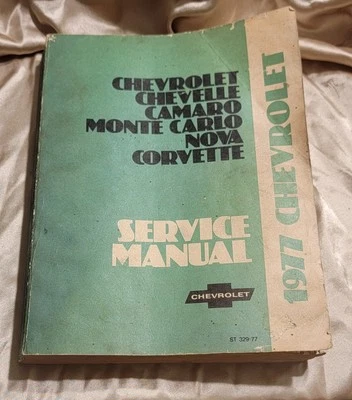 CHEVROLET
CHEVELLE
CAMARO
MONTE CARLO
NOVA
CORVETTE
SERVICE
MANUAL
CHEVROLET
ST 329-77
1977 CHEVROLET